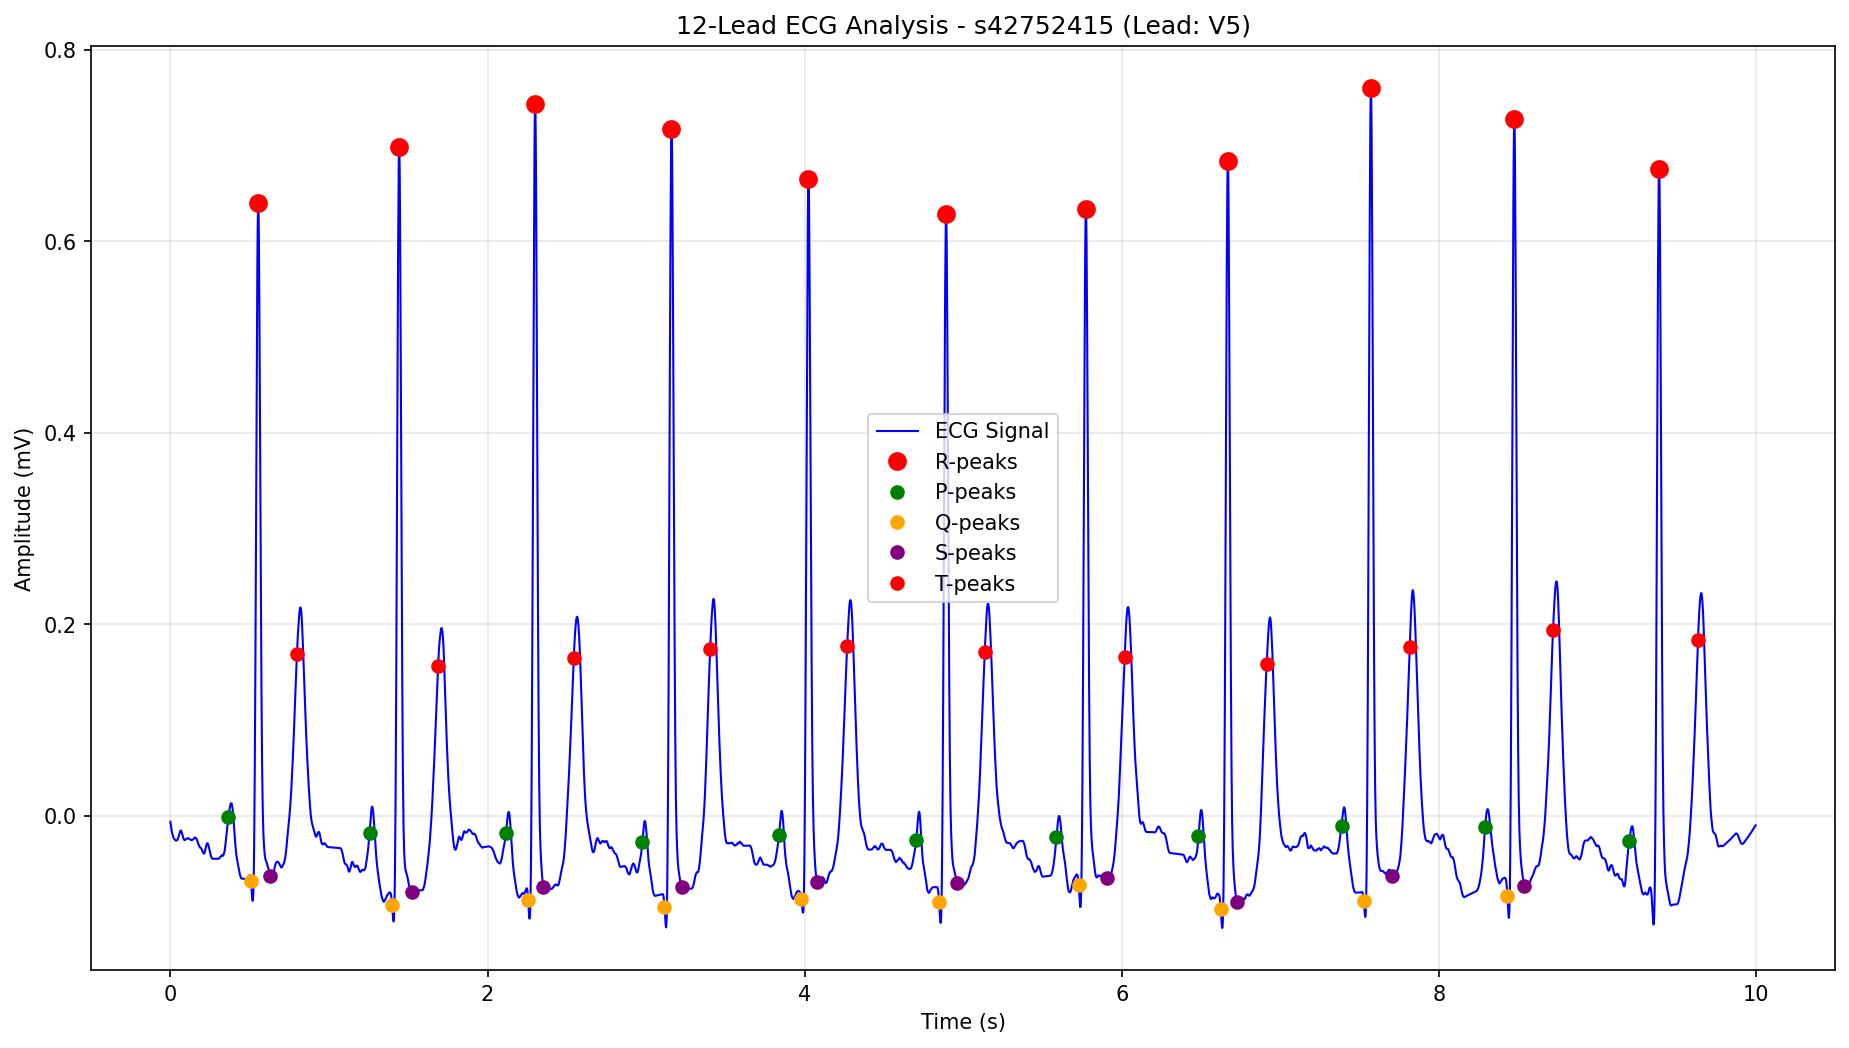 12-Lead ECG Analysis - s42752415 (Lead: V5)
0.8
0.6
0.4
0.2
0.0
Amplitude (mV)
ECG Signal
R-peaks
P-peaks
Q-peaks
S-peaks
T-peaks
0
2
4
6
8
10
Time (s)